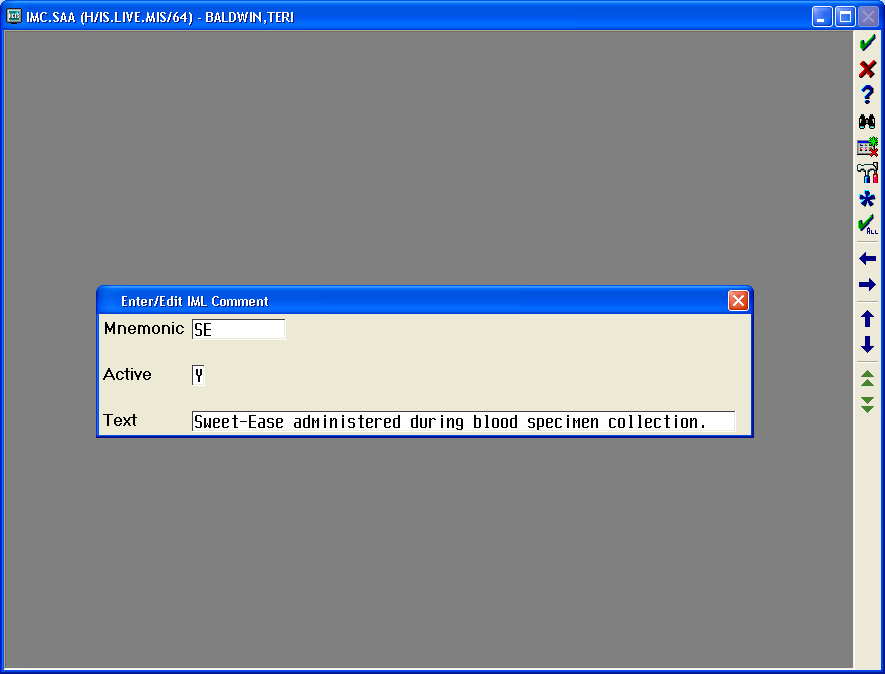 IMC.SAA (H/IS.LIVE.MIS/64) - BALDWIN,TERI
Enter/Edit IML Comment
Mnemonic SE
Active Y
Text Sweet-Ease administered during blood specimen collection.
ALL